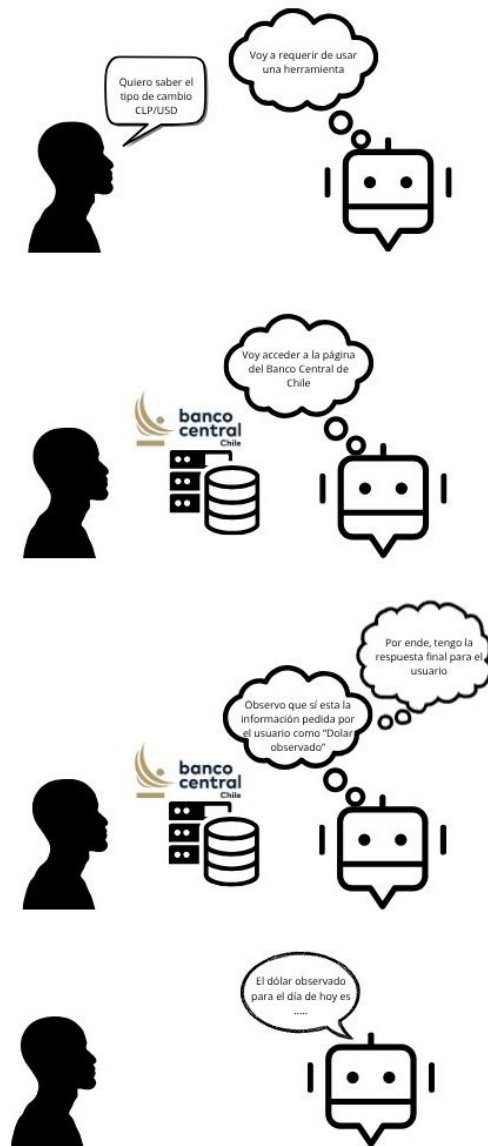 Voy a requerir de usar
una herramienta
Quiero saber el
tipo de cambio
CLP/USD
Voy acceder a la página
del Banco Central de
Chile
banco
central
Chile
Por ende, tengo la
respuesta final para el
usuario
Observo que sí esta la
información pedida por
el usuario como “Dolar
observado”
banco
central
Chile
El dólar observado
para el día de hoy es
.....